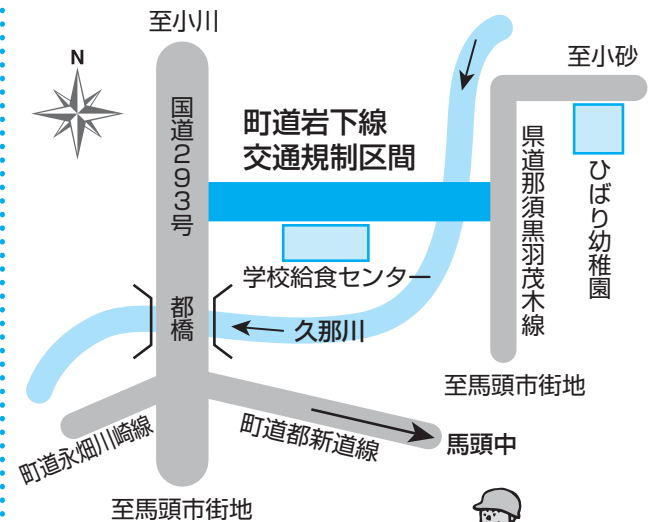 至小川
N
至小砂
国道293号
町道岩下線
交通規制区間
県道那須黒羽茂木線
ひばり幼稚園
学校給食センター
都橋
久那川
至馬頭市街地
町道永畑川崎線
町道都新道線
馬頭中
至馬頭市街地